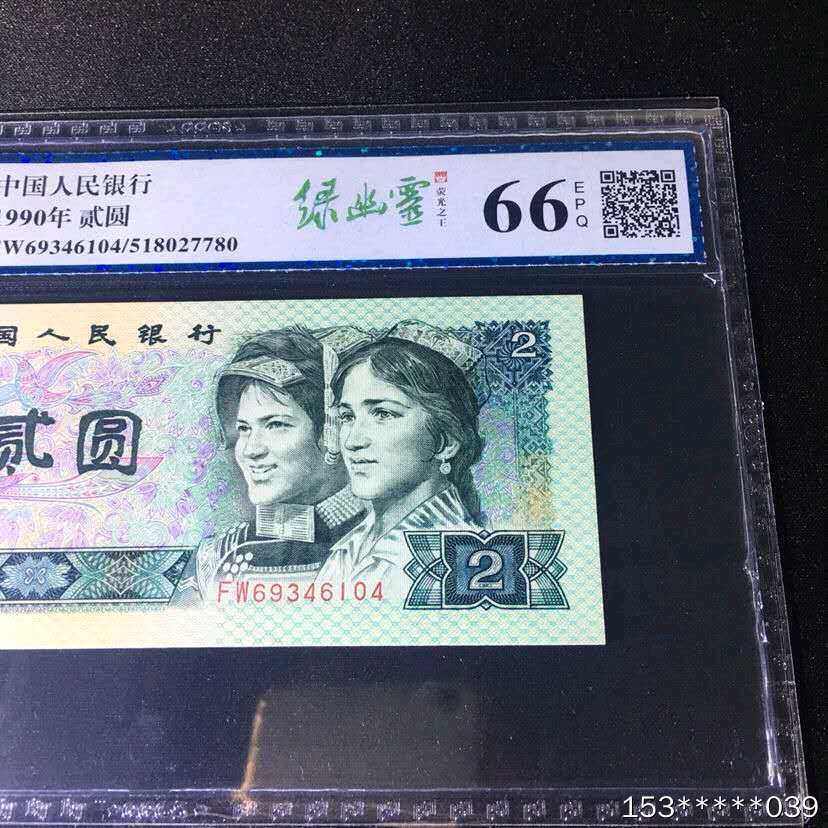 中国人民银行
1990年 贰圆
FW69346104/518027780
绿幽灵
荧光之王
66
EPQ
国人民银行
2
贰圆
FW69346104
2
153*****039